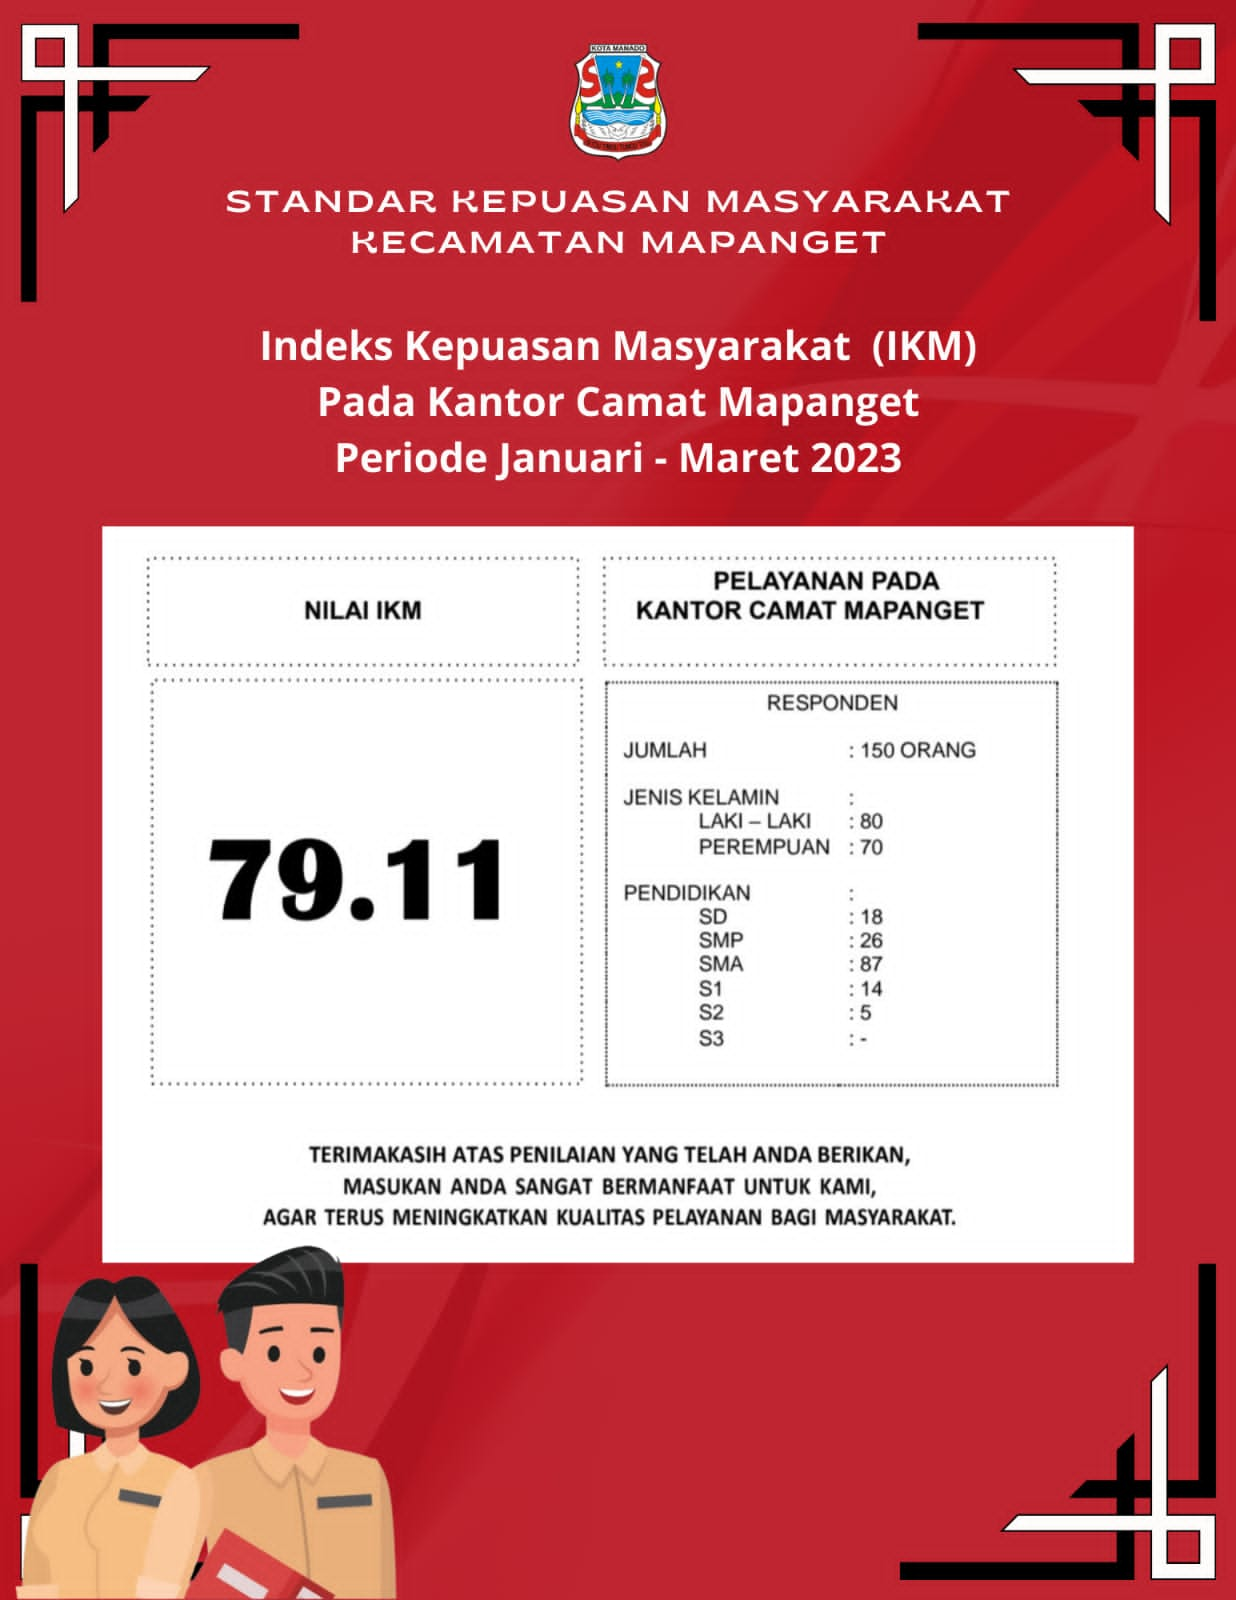 KOTA MANADO
STANDAR KEPUASAN MASYARAKAT
KECAMATAN MAPANGET
Indeks Kepuasan Masyarakat (IKM)
Pada Kantor Camat Mapanget
Periode Januari - Maret 2023
NILAI IKM
PELAYANAN PADA
KANTOR CAMAT MAPANGET
79.11
RESPONDEN
JUMLAH : 150 ORANG
JENIS KELAMIN :
LAKI – LAKI : 80
PEREMPUAN : 70
PENDIDIKAN :
SD : 18
SMP : 26
SMA : 87
S1 : 14
S2 : 5
S3 : -
TERIMAKASIH ATAS PENILAIAN YANG TELAH ANDA BERIKAN,
MASUKAN ANDA SANGAT BERMANFAAT UNTUK KAMI,
AGAR TERUS MENINGKATKAN KUALITAS PELAYANAN BAGI MASYARAKAT.